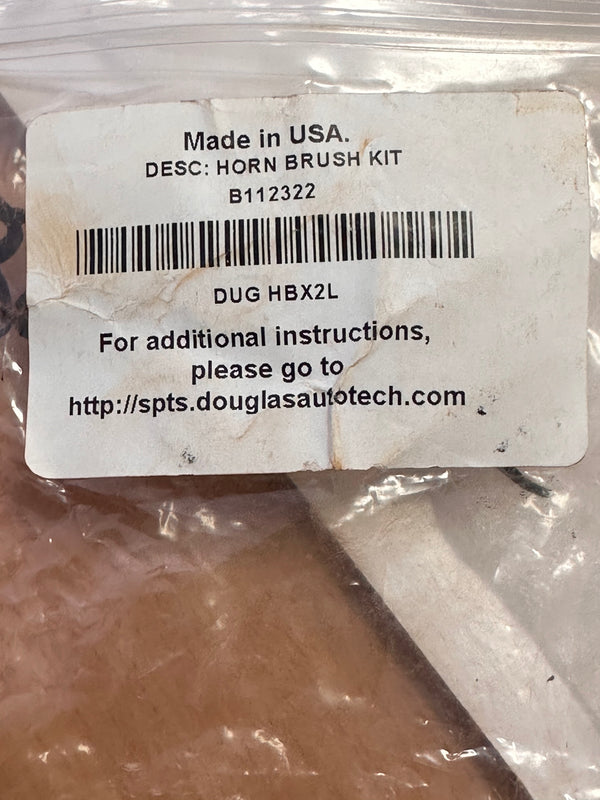 Made in USA.
DESC: HORN BRUSH KIT
B112322
DUG HBX2L
For additional instructions,
please go to
http://spts.douglasautotech.com